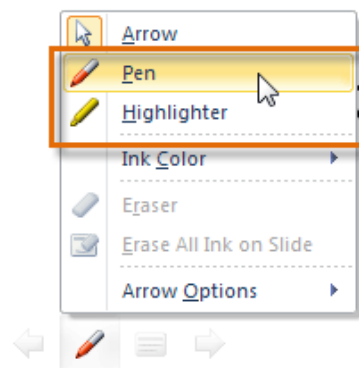 Arrow
Pen
Highlighter
Ink Color
Eraser
Erase All Ink on Slide
Arrow Options